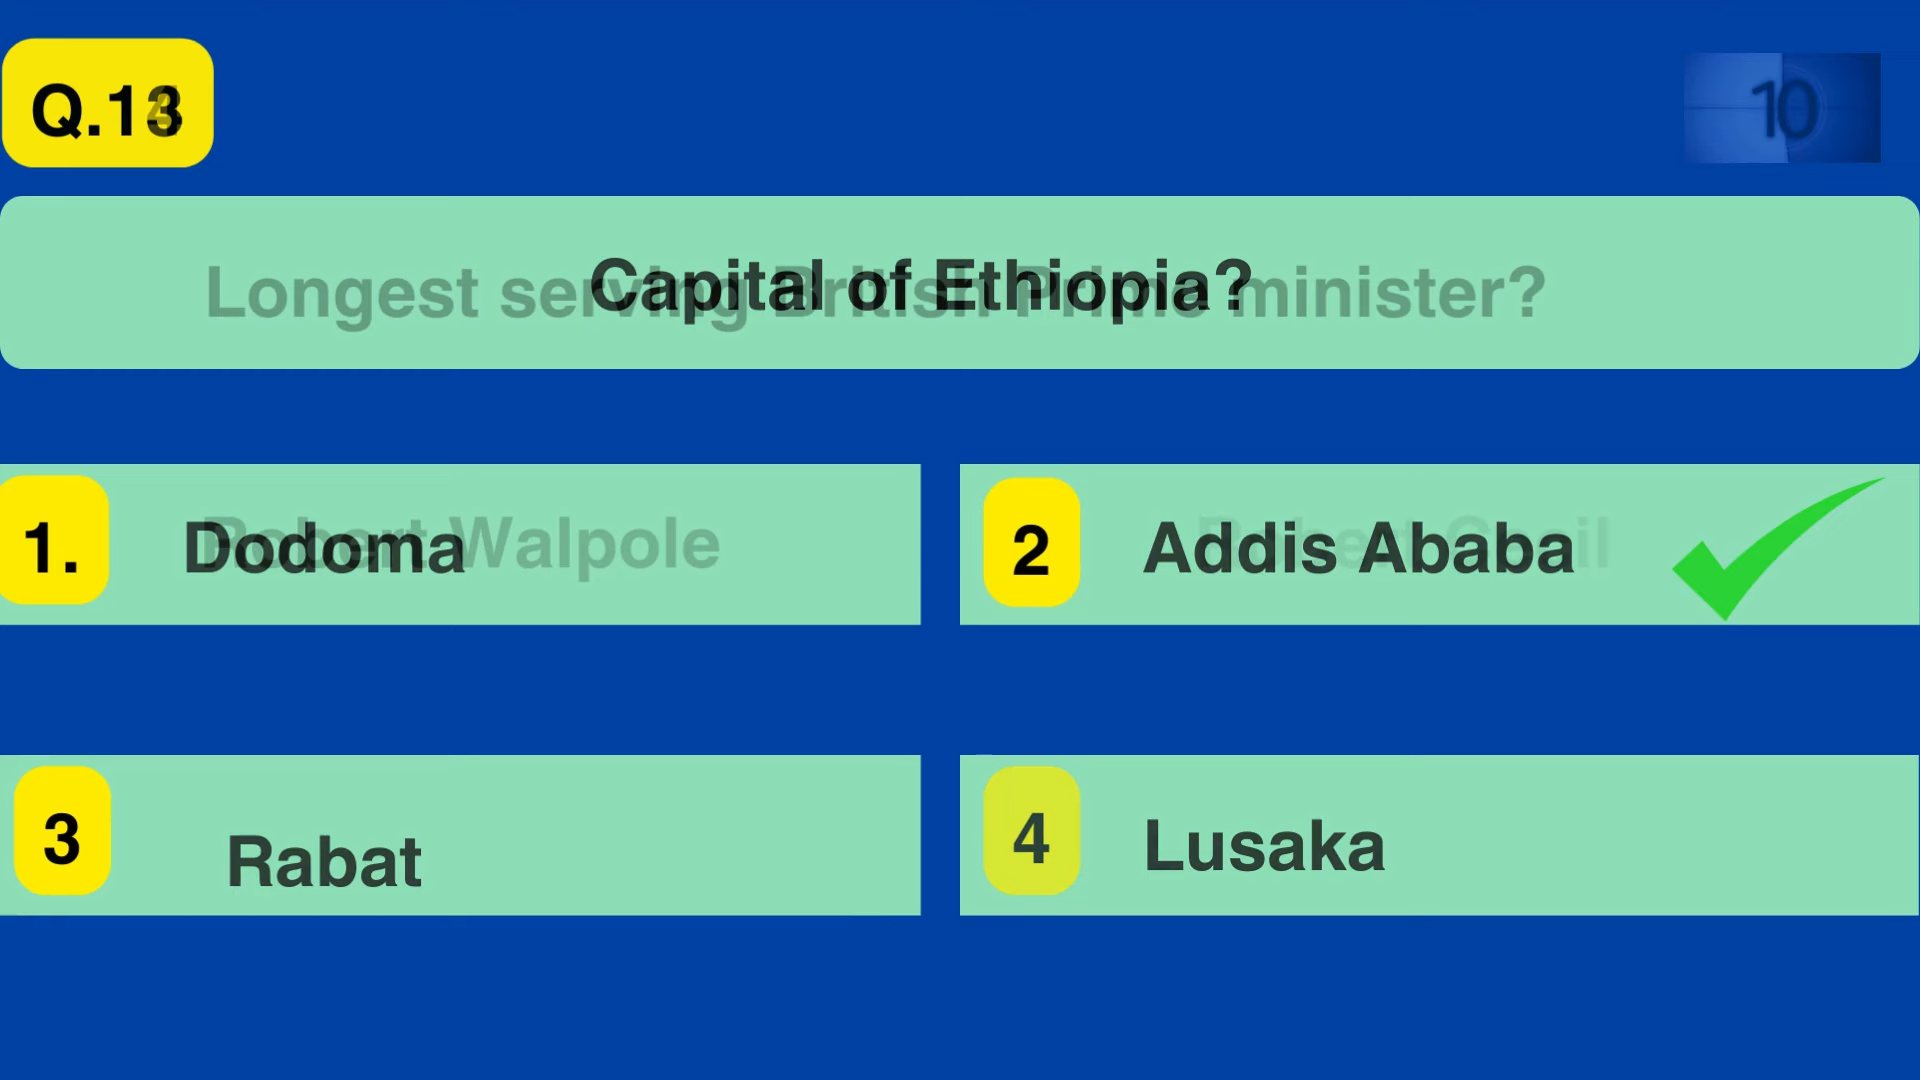 Q.13
10
Capital of Ethiopia?
Longest serving British Prime minister?
1. Dodoma
Robert Walpole
2 Addis Ababa
3 Rabat
4 Lusaka